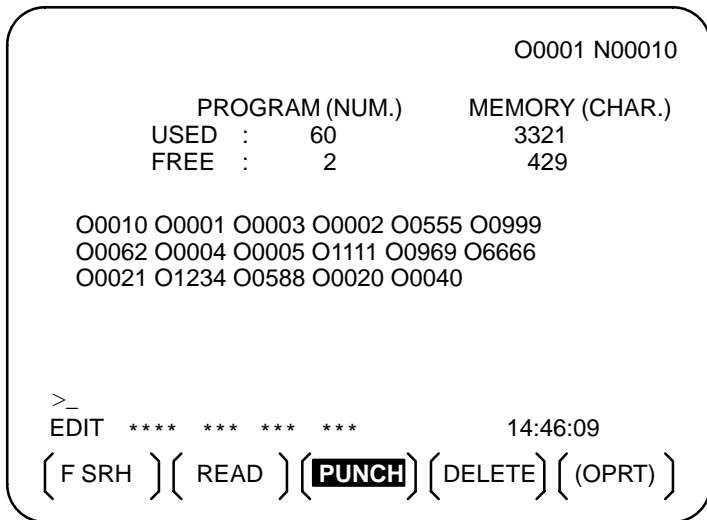 O0001 N00010
PROGRAM (NUM.) MEMORY (CHAR.)
USED : 60 3321
FREE : 2 429
O0010 O0001 O0003 O0002 O0555 O0999
O0062 O0004 O0005 O1111 O0969 O6666
O0021 O1234 O0588 O0020 O0040
>_
EDIT **** *** *** *** 14:46:09
F SRH READ PUNCH DELETE (OPRT)